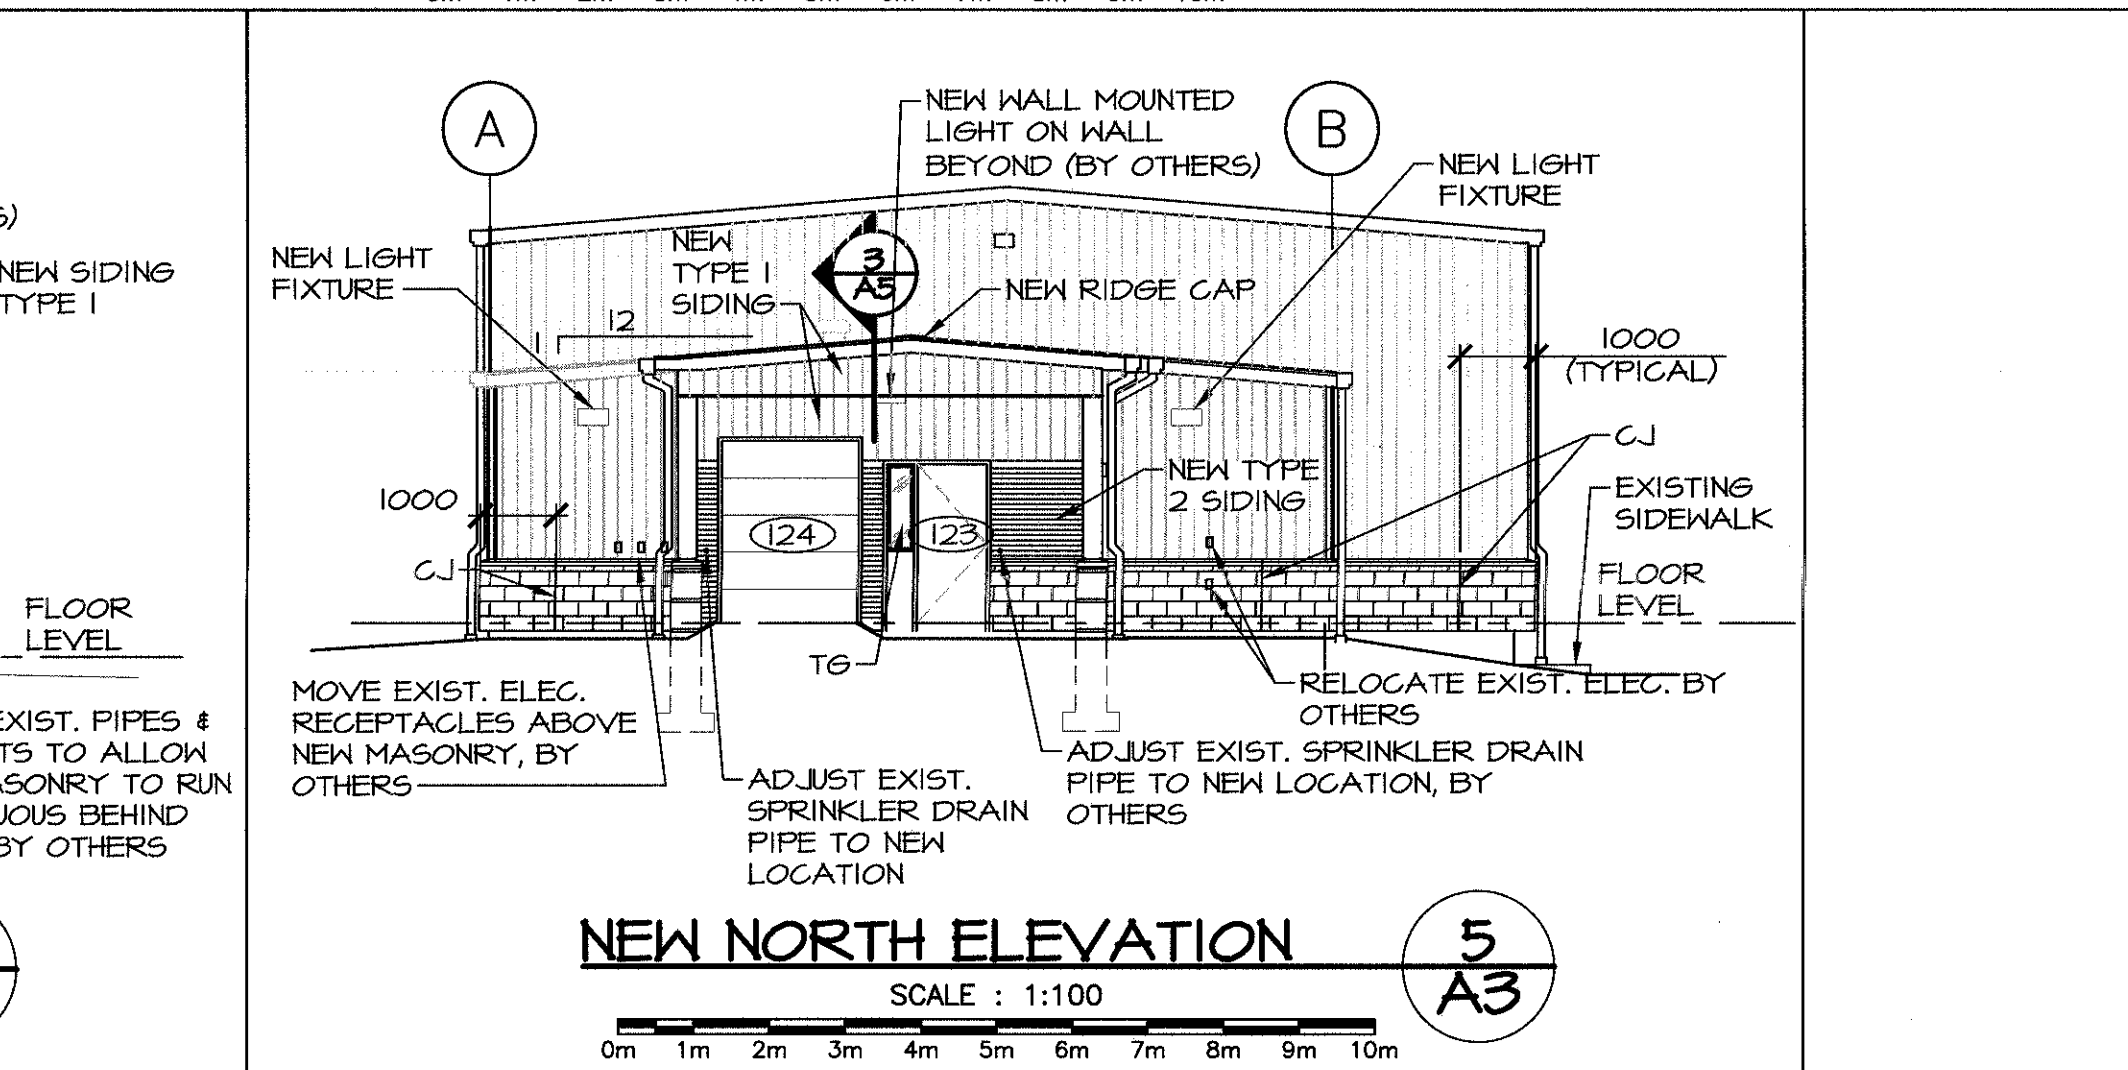 A
B
NEW WALL MOUNTED
LIGHT ON WALL
BEYOND (BY OTHERS)
NEW LIGHT
FIXTURE
NEW LIGHT
FIXTURE
NEW
TYPE 1
SIDING
3
A5
NEW RIDGE CAP
12
1
1000
(TYPICAL)
CJ
NEW TYPE
2 SIDING
EXISTING
SIDEWALK
1000
124
123
CJ
FLOOR
LEVEL
TG
MOVE EXIST. ELEC.
RECEPTACLES ABOVE
NEW MASONRY, BY
OTHERS
RELOCATE EXIST. ELEC. BY
OTHERS
ADJUST EXIST. SPRINKLER DRAIN
PIPE TO NEW LOCATION, BY
OTHERS
ADJUST EXIST.
SPRINKLER DRAIN
PIPE TO NEW
LOCATION
NEW SIDING
TYPE 1
FLOOR
LEVEL
EXIST. PIPES &
TS TO ALLOW
ASONRY TO RUN
UOUS BEHIND
BY OTHERS
NEW NORTH ELEVATION
5
A3
SCALE : 1:100
0m 1m 2m 3m 4m 5m 6m 7m 8m 9m 10m